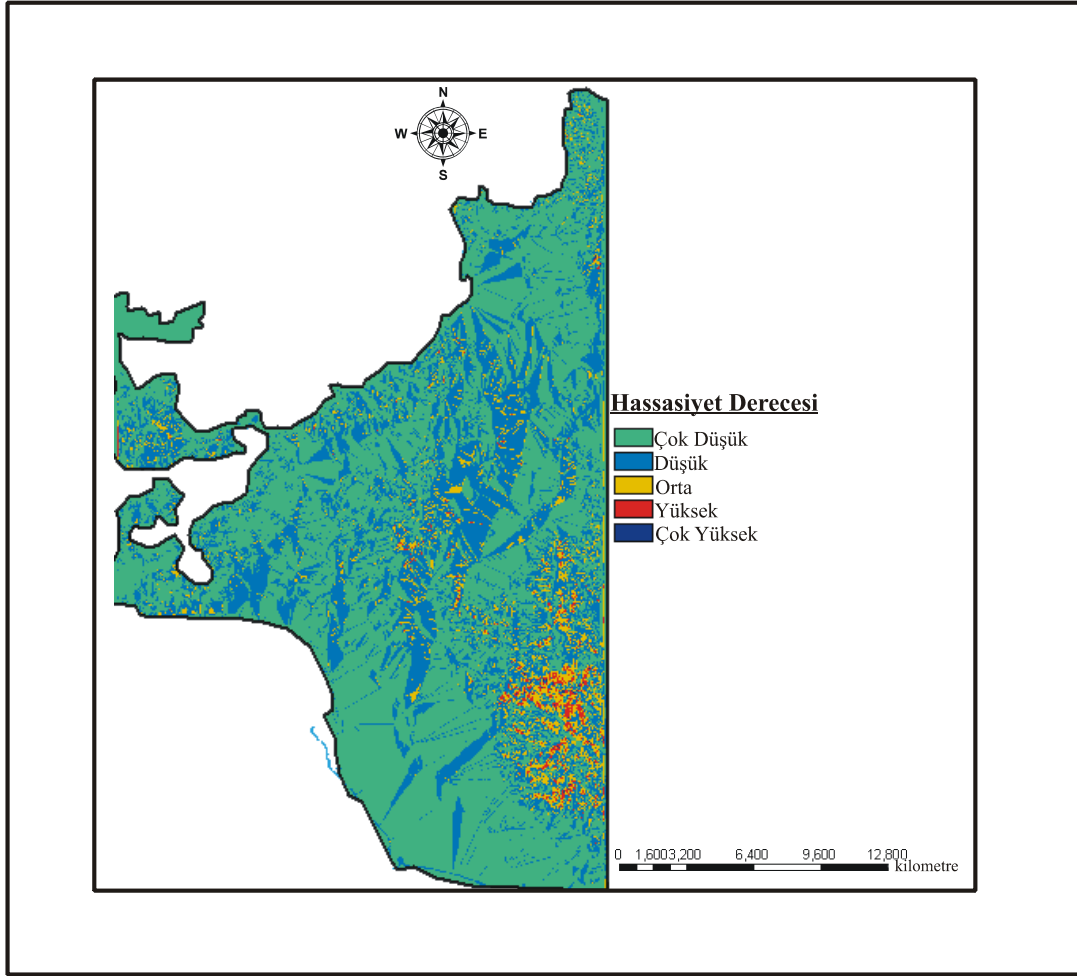 N
W E
S
Hassasiyet Derecesi
Çok Düşük
Düşük
Orta
Yüksek
Çok Yüksek
0 1,6003,200 6,400 9,600 12,800
kilometre